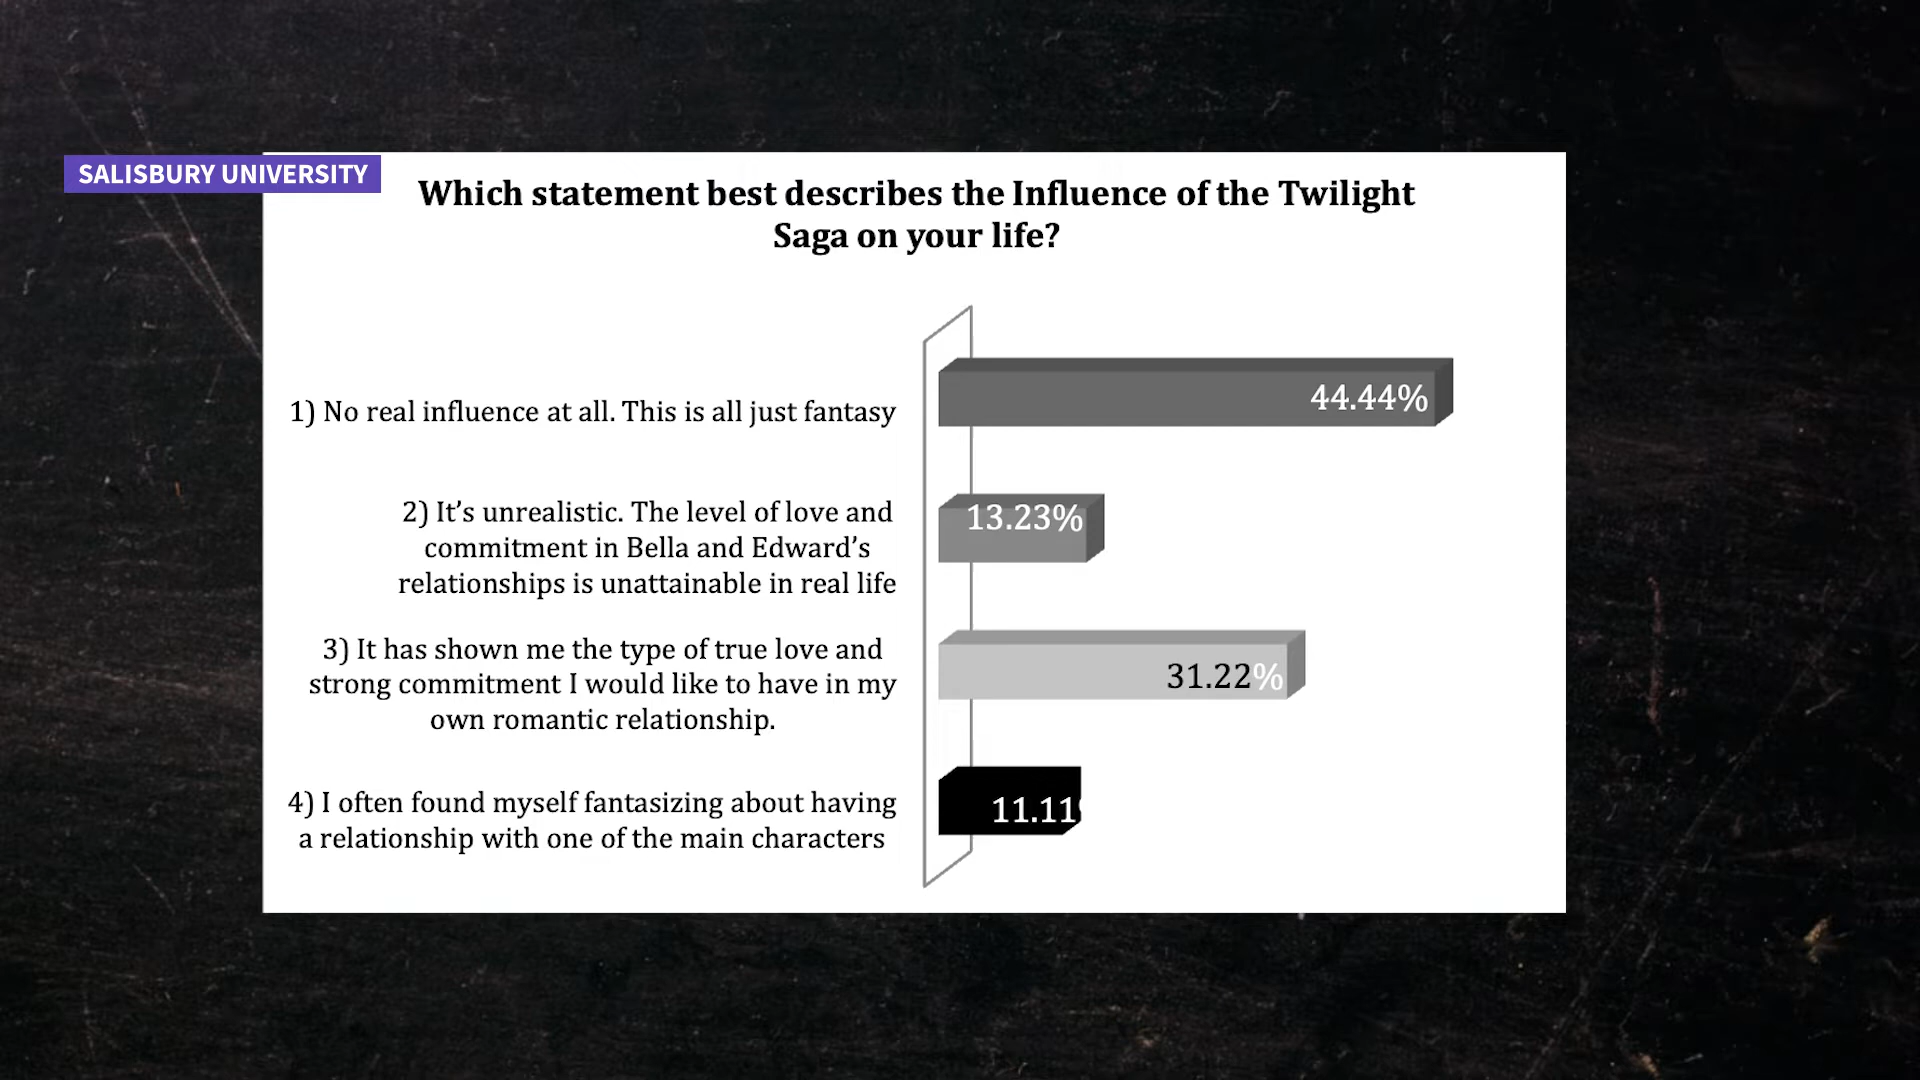 SALISBURY UNIVERSITY
Which statement best describes the Influence of the Twilight
Saga on your life?
1) No real influence at all. This is all just fantasy
44.44%
2) It’s unrealistic. The level of love and
commitment in Bella and Edward’s
relationships is unattainable in real life
13.23%
3) It has shown me the type of true love and
strong commitment I would like to have in my
own romantic relationship.
31.22%
4) I often found myself fantasizing about having
a relationship with one of the main characters
11.11